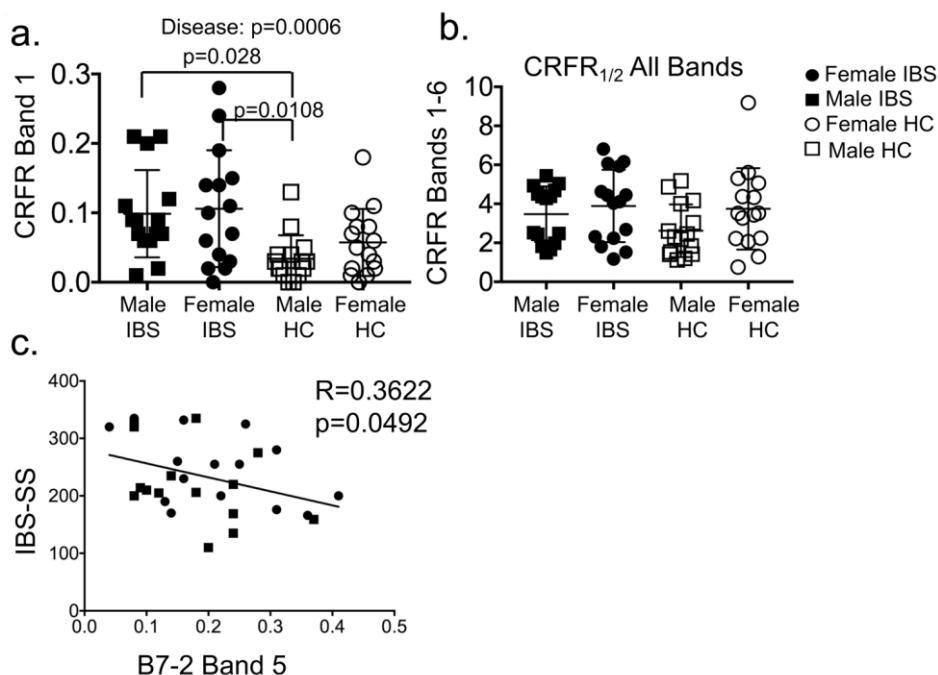 a.
Disease: p=0.0006
p=0.028
p=0.0108
CRFR Band 1
0.3
0.2
0.1
0.0
Male IBS
Female IBS
Male HC
Female HC
b.
CRFR1/2 All Bands
CRFR Bands 1-6
10
8
6
4
2
0
Male IBS
Female IBS
Male HC
Female HC
Female IBS
Male IBS
Female HC
Male HC
c.
R=0.3622
p=0.0492
IBS-SS
400
300
200
100
0
0.0 0.1 0.2 0.3 0.4 0.5
B7-2 Band 5